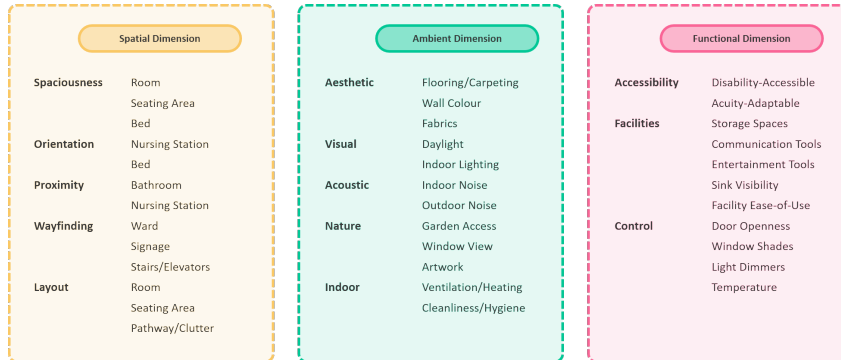 Spatial Dimension
Spaciousness Room
Seating Area
Bed
Orientation Nursing Station
Bed
Proximity Bathroom
Nursing Station
Wayfinding Ward
Signage
Stairs/Elevators
Layout Room
Seating Area
Pathway/Clutter
Ambient Dimension
Aesthetic Flooring/Carpeting
Wall Colour
Fabrics
Visual Daylight
Indoor Lighting
Acoustic Indoor Noise
Outdoor Noise
Nature Garden Access
Window View
Artwork
Indoor Ventilation/Heating
Cleanliness/Hygiene
Functional Dimension
Accessibility Disability-Accessible
Acuity-Adaptable
Facilities Storage Spaces
Communication Tools
Entertainment Tools
Sink Visibility
Facility Ease-of-Use
Control Door Openness
Window Shades
Light Dimmers
Temperature